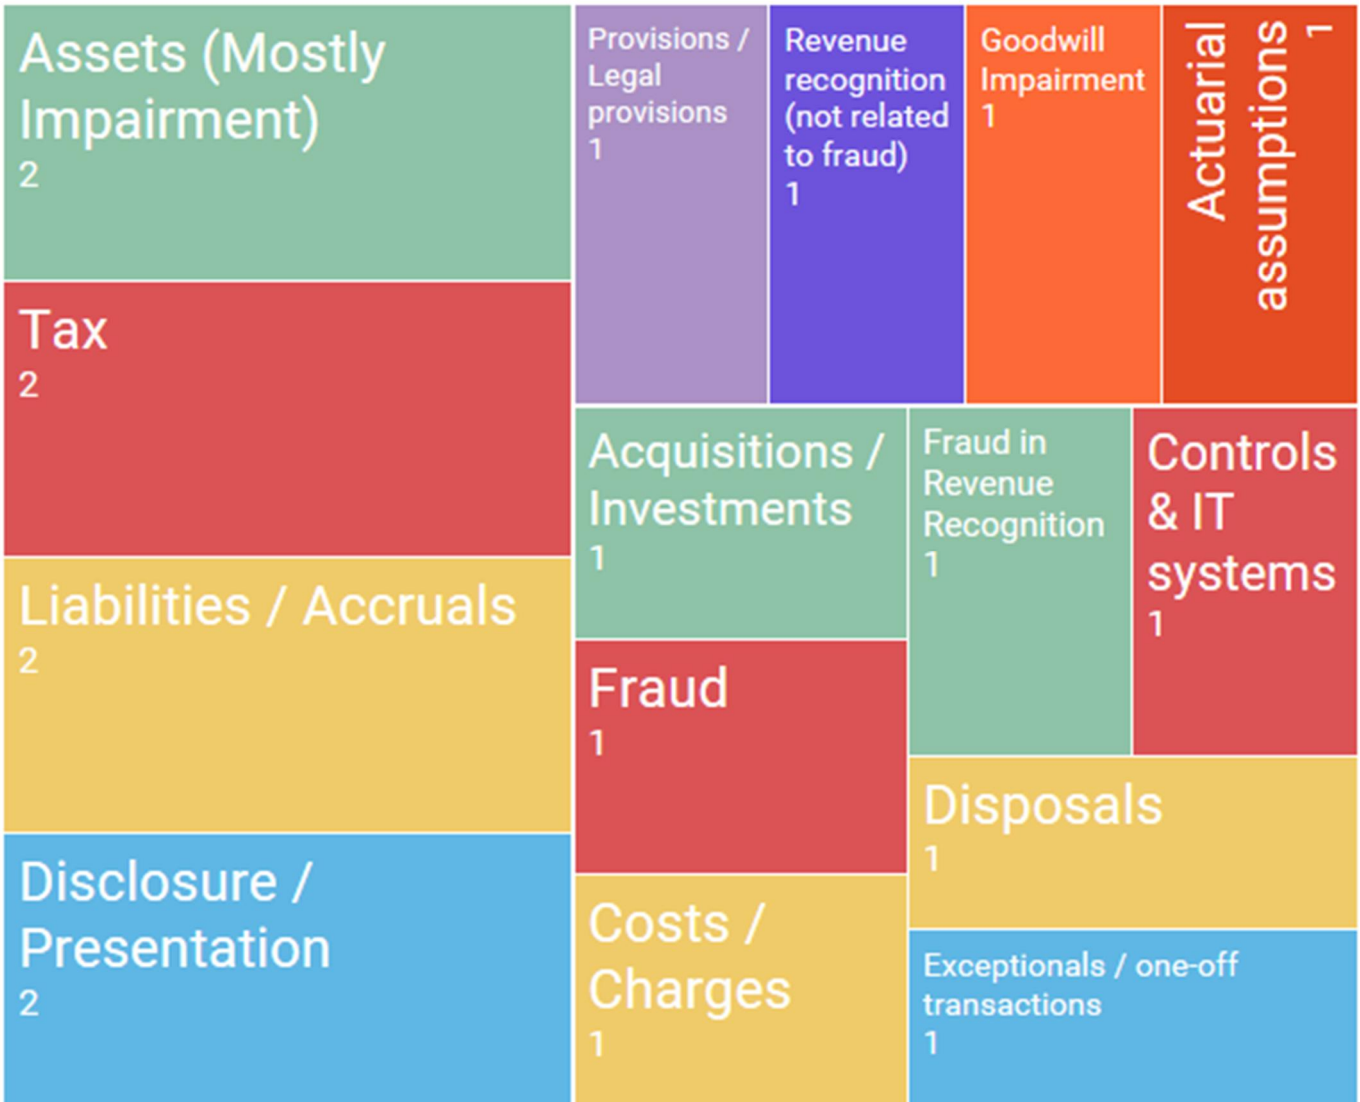 Assets (Mostly
Impairment)
2
Tax
2
Liabilities / Accruals
2
Disclosure /
Presentation
2
Provisions /
Legal
provisions
1
Revenue
recognition
(not related
to fraud)
1
Goodwill
Impairment
1
Actuarial
assumptions
1
Acquisitions /
Investments
1
Fraud
1
Costs /
Charges
1
Fraud in
Revenue
Recognition
1
Controls
& IT
systems
1
Disposals
1
Exceptionals / one-off
transactions
1